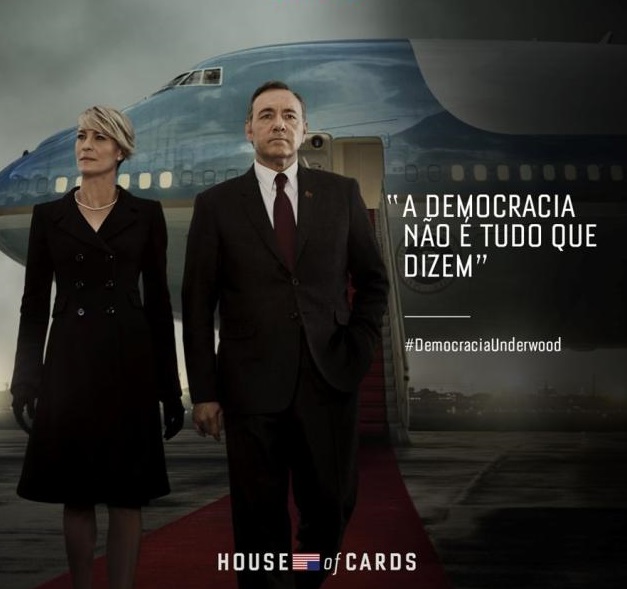 “A DEMOCRACIA
NÃO É TUDO QUE
DIZEM”
#DemocraciaUnderwood
HOUSE of CARDS